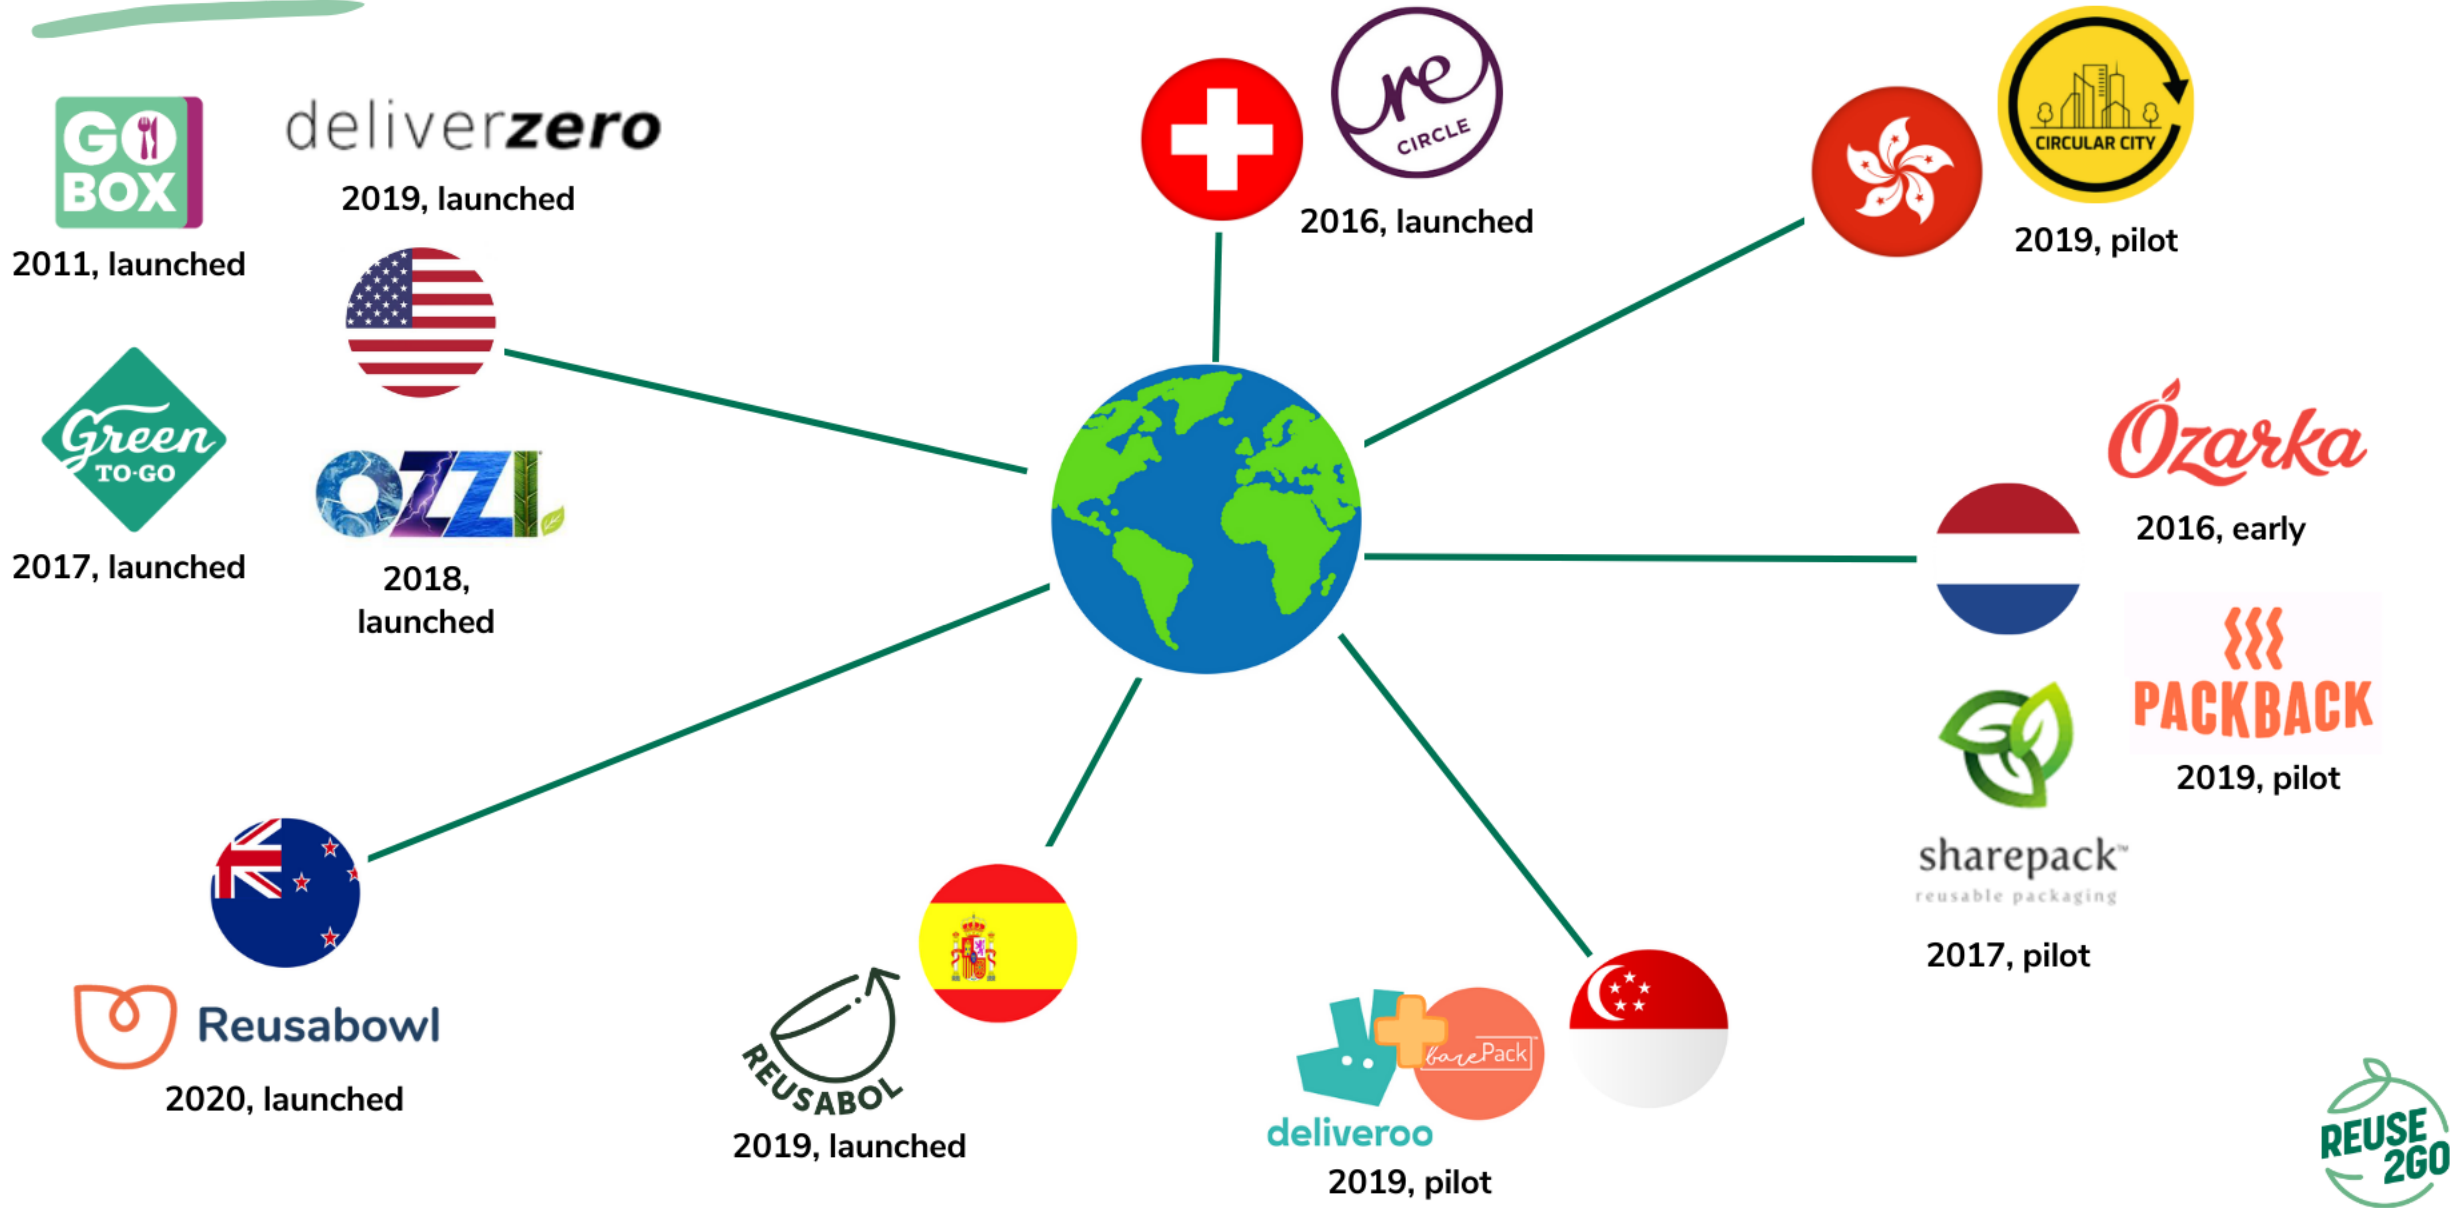 GO
BOX
2011, launched
deliverzero
2019, launched
Green
TO·GO
2017, launched
OZZI
2018,
launched
re
CIRCLE
2016, launched
CIRCULAR CITY
2019, pilot
Ózarka
2016, early
PACKBACK
2019, pilot
sharepack™
reusable packaging
2017, pilot
Reusabowl
2020, launched
REUSABOL
2019, launched
barePack
deliveroo
2019, pilot
REUSE
2GO